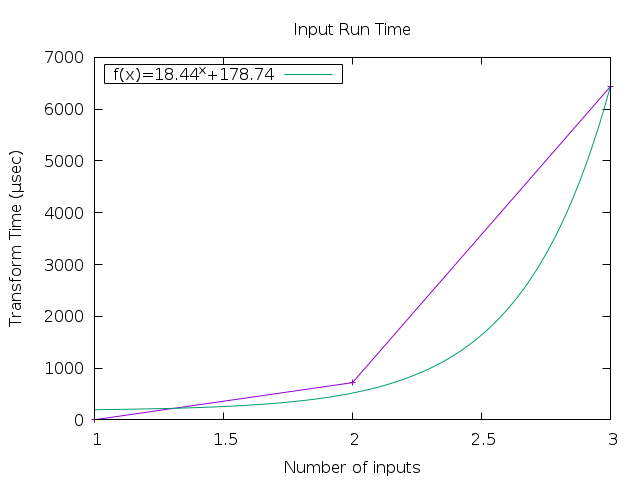 Input Run Time
7000
f(x)=18.44ˣ+178.74
6000
5000
4000
3000
2000
1000
0
Transform Time (µsec)
1 1.5 2 2.5 3
Number of inputs